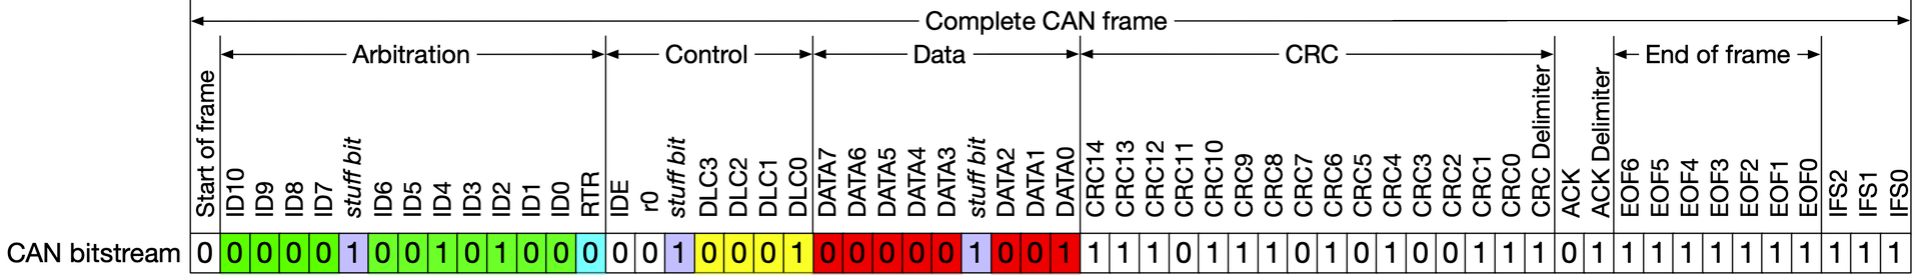 Complete CAN frame
Arbitration Control Data CRC End of frame
Start of frame
ID10
ID9
ID8
ID7
stuff bit
ID6
ID5
ID4
ID3
ID2
ID1
ID0
RTR
IDE
r0
stuff bit
DLC3
DLC2
DLC1
DLC0
DATA7
DATA6
DATA5
DATA4
DATA3
stuff bit
DATA2
DATA1
DATA0
CRC14
CRC13
CRC12
CRC11
CRC10
CRC9
CRC8
CRC7
CRC6
CRC5
CRC4
CRC3
CRC2
CRC1
CRC0
CRC Delimiter
ACK
ACK Delimiter
EOF6
EOF5
EOF4
EOF3
EOF2
EOF1
EOF0
IFS2
IFS1
IFS0
CAN bitstream 0 0 0 0 0 1 0 0 1 0 1 0 0 0 0 0 1 0 0 0 1 0 0 0 0 0 1 0 0 1 1 1 1 0 1 1 1 0 1 0 1 0 0 1 1 1 0 1 1 1 1 1 1 1 1 1 1 1